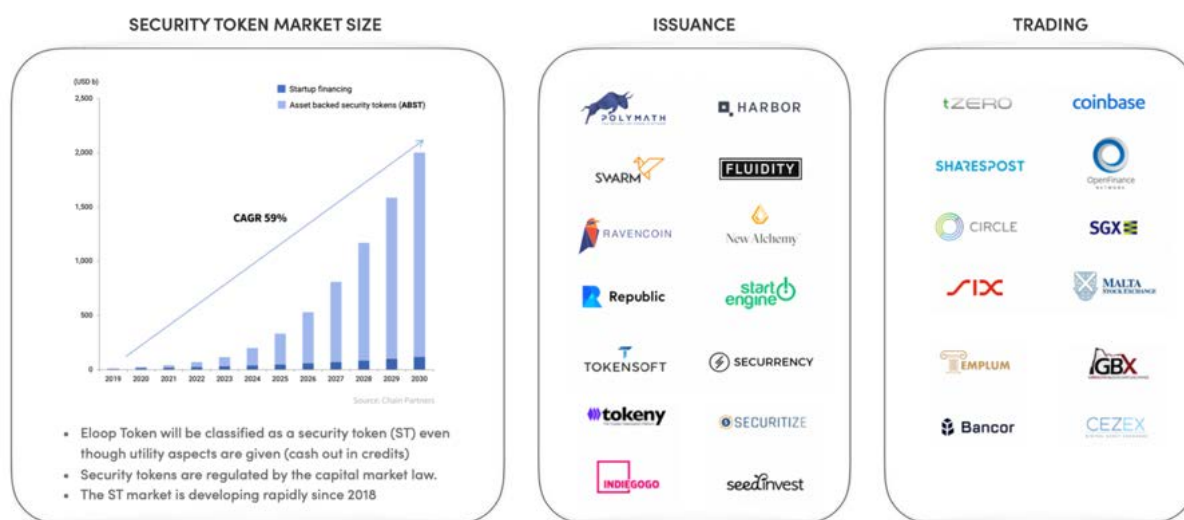 SECURITY TOKEN MARKET SIZE
(USD b)
Startup financing
Asset backed security tokens (ABST)
2,500
2,000
1,500
1,000
500
0
CAGR 59%
2019 2020 2021 2022 2023 2024 2025 2026 2027 2028 2029 2030
Source: Chain Partners
• Eloop Token will be classified as a security token (ST) even
though utility aspects are given (cash out in credits)
• Security tokens are regulated by the capital market law.
• The ST market is developing rapidly since 2018
ISSUANCE
POLYMATH
HARBOR
SWARM
FLUIDITY
RAVENCOIN
New Alchemy
Republic
start
engine
TOKENSOFT
SECURRENCY
tokeny
SECURITIZE
INDIEGOGO
seedinvest
TRADING
tZERO
coinbase
SHARESPOST
OpenFinance
NETWORK
CIRCLE
SGX
SIX
MALTA
STOCK EXCHANGE
TEMPLUM
GBX
Bancor
CEZEX